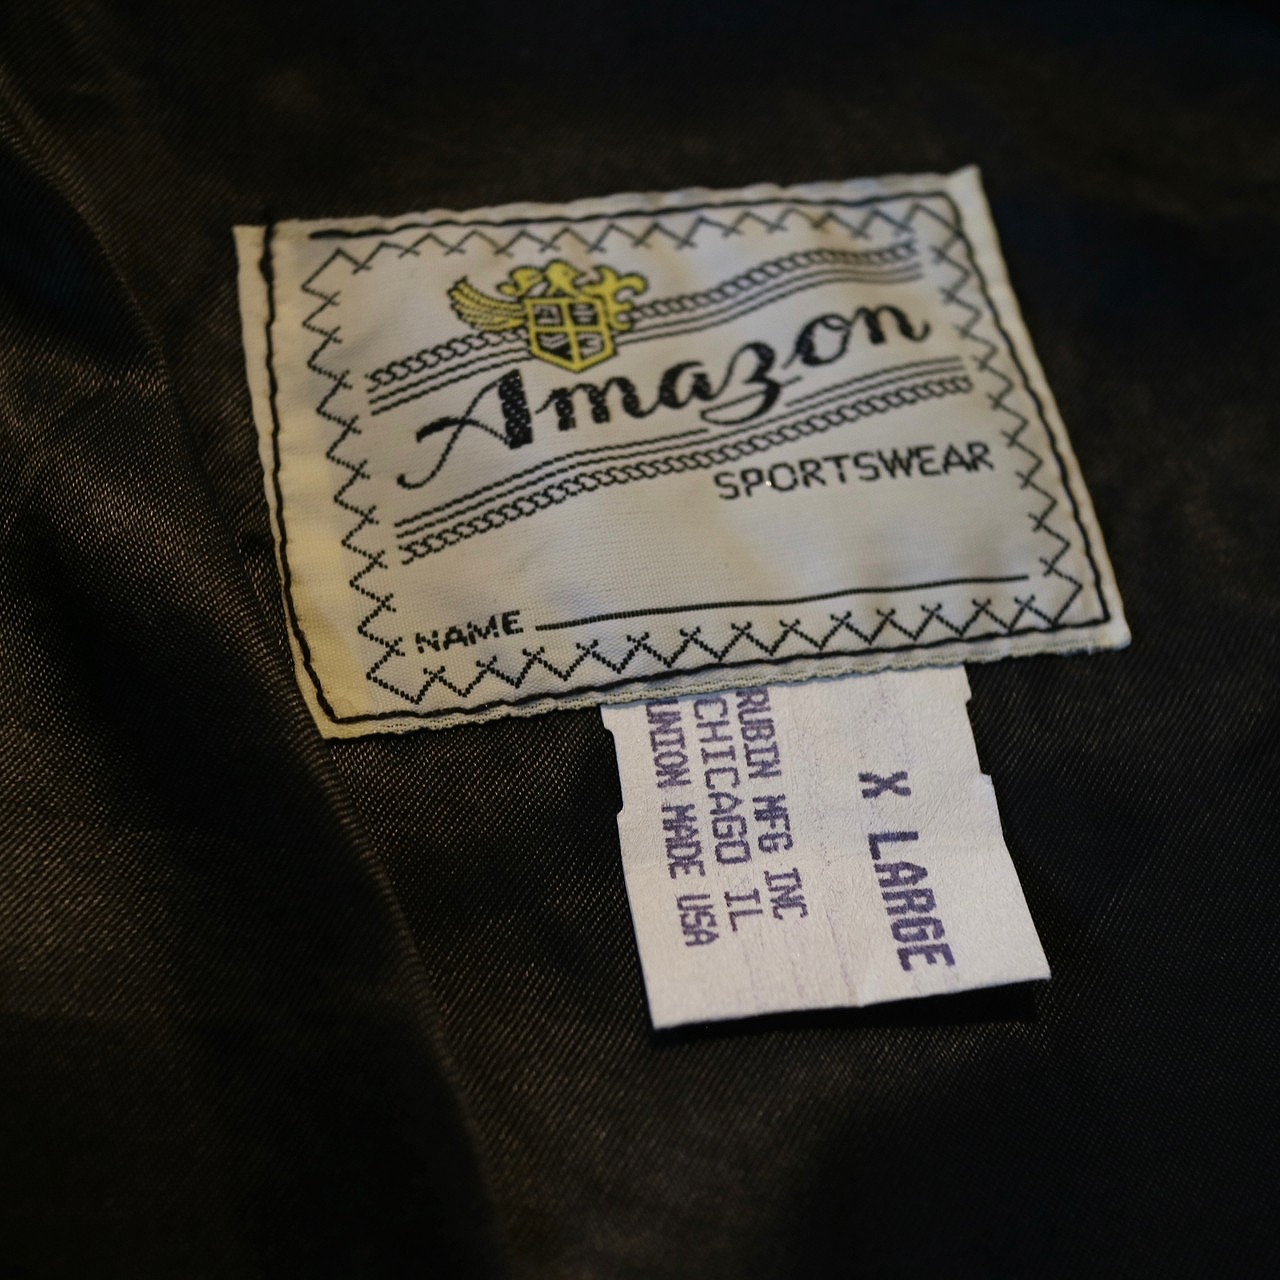 Amazon
SPORTSWEAR
NAME
X LARGE
RUBIN MFG INC
CHICAGO IL
UNION MADE USA